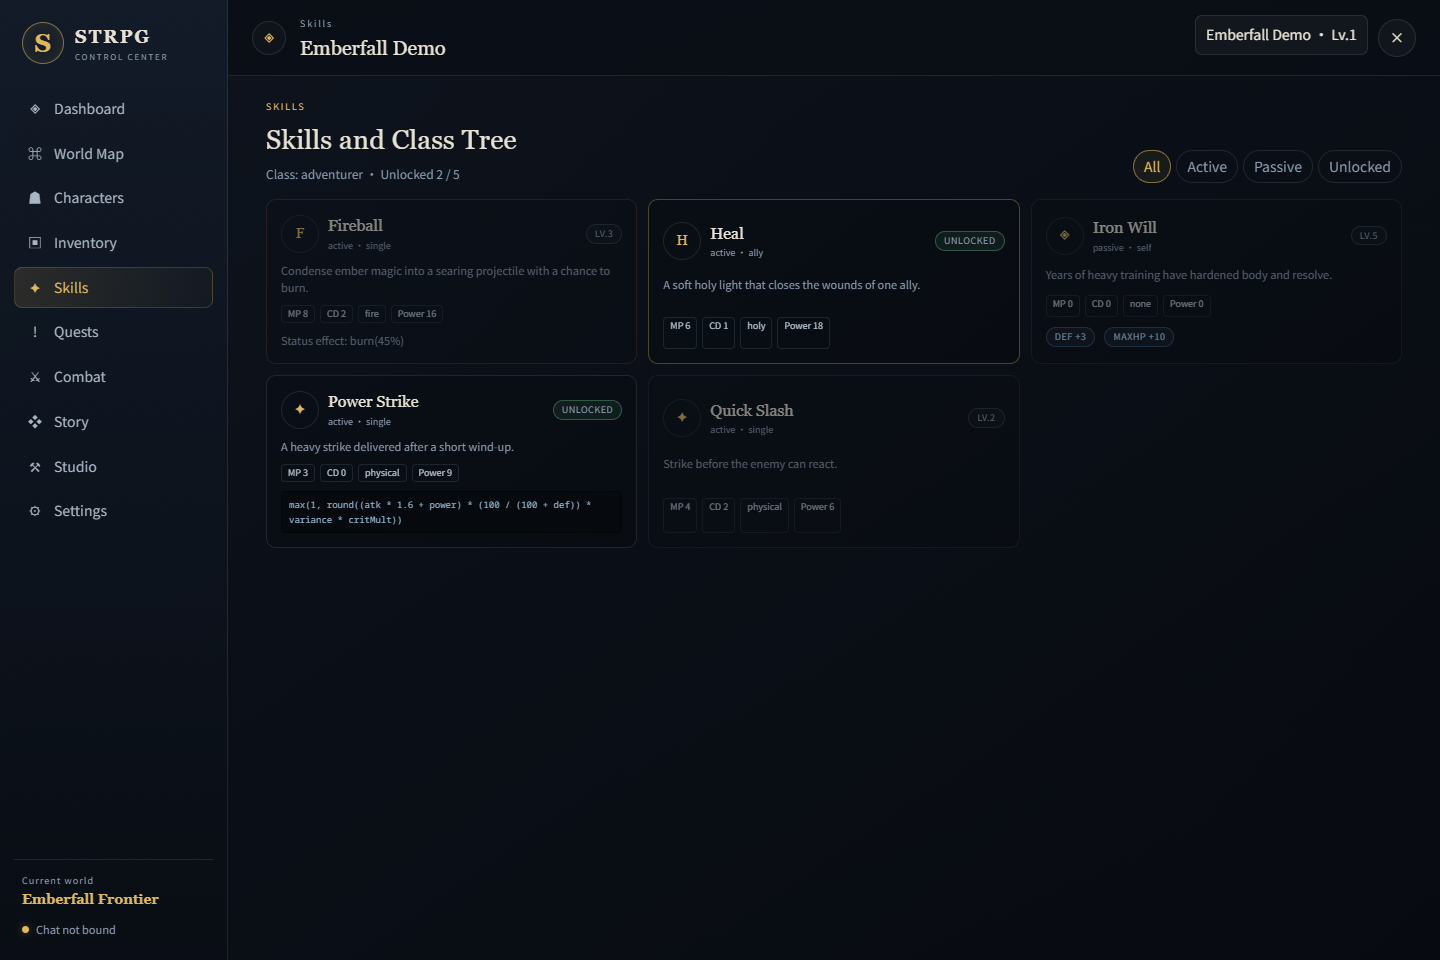 S
STRPG
CONTROL CENTER
Dashboard
World Map
Characters
Inventory
Skills
! Quests
Combat
Story
Studio
Settings
Current world
Emberfall Frontier
Chat not bound
Skills
Emberfall Demo
Emberfall Demo • Lv.1
×
SKILLS
Skills and Class Tree
Class: adventurer • Unlocked 2 / 5
All
Active
Passive
Unlocked
F
Fireball
active • single
LV.3
Condense ember magic into a searing projectile with a chance to
burn.
MP 8
CD 2
fire
Power 16
Status effect: burn(45%)
H
Heal
active • ally
UNLOCKED
A soft holy light that closes the wounds of one ally.
MP 6
CD 1
holy
Power 18
Iron Will
passive • self
LV.5
Years of heavy training have hardened body and resolve.
MP 0
CD 0
none
Power 0
DEF +3
MAXHP +10
Power Strike
active • single
UNLOCKED
A heavy strike delivered after a short wind-up.
MP 3
CD 0
physical
Power 9
max(1, round((atk * 1.6 + power) * (100 / (100 + def)) *
variance * critMult))
Quick Slash
active • single
LV.2
Strike before the enemy can react.
MP 4
CD 2
physical
Power 6